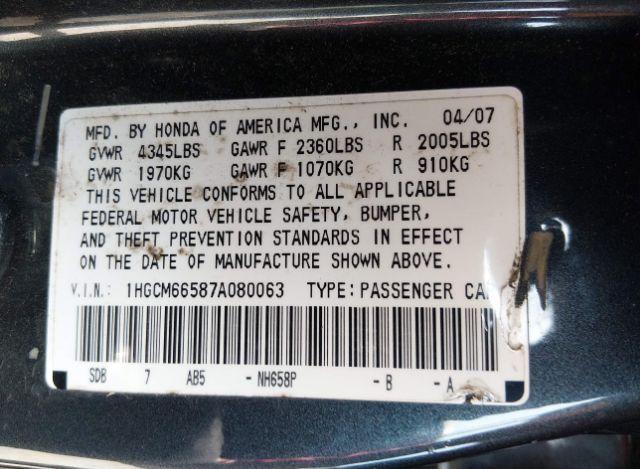 MFD. BY HONDA OF AMERICA MFG., INC. 04/07
GVWR 4345LBS GAWR F 2360LBS R 2005LBS
GVWR 1970KG GAWR F 1070KG R 910KG
THIS VEHICLE CONFORMS TO ALL APPLICABLE
FEDERAL MOTOR VEHICLE SAFETY, BUMPER,
AND THEFT PREVENTION STANDARDS IN EFFECT
ON THE DATE OF MANUFACTURE SHOWN ABOVE.
V.I.N.: 1HGCM66587A080063 TYPE: PASSENGER CA
SDB 7 AB5 - NH658P - B - A